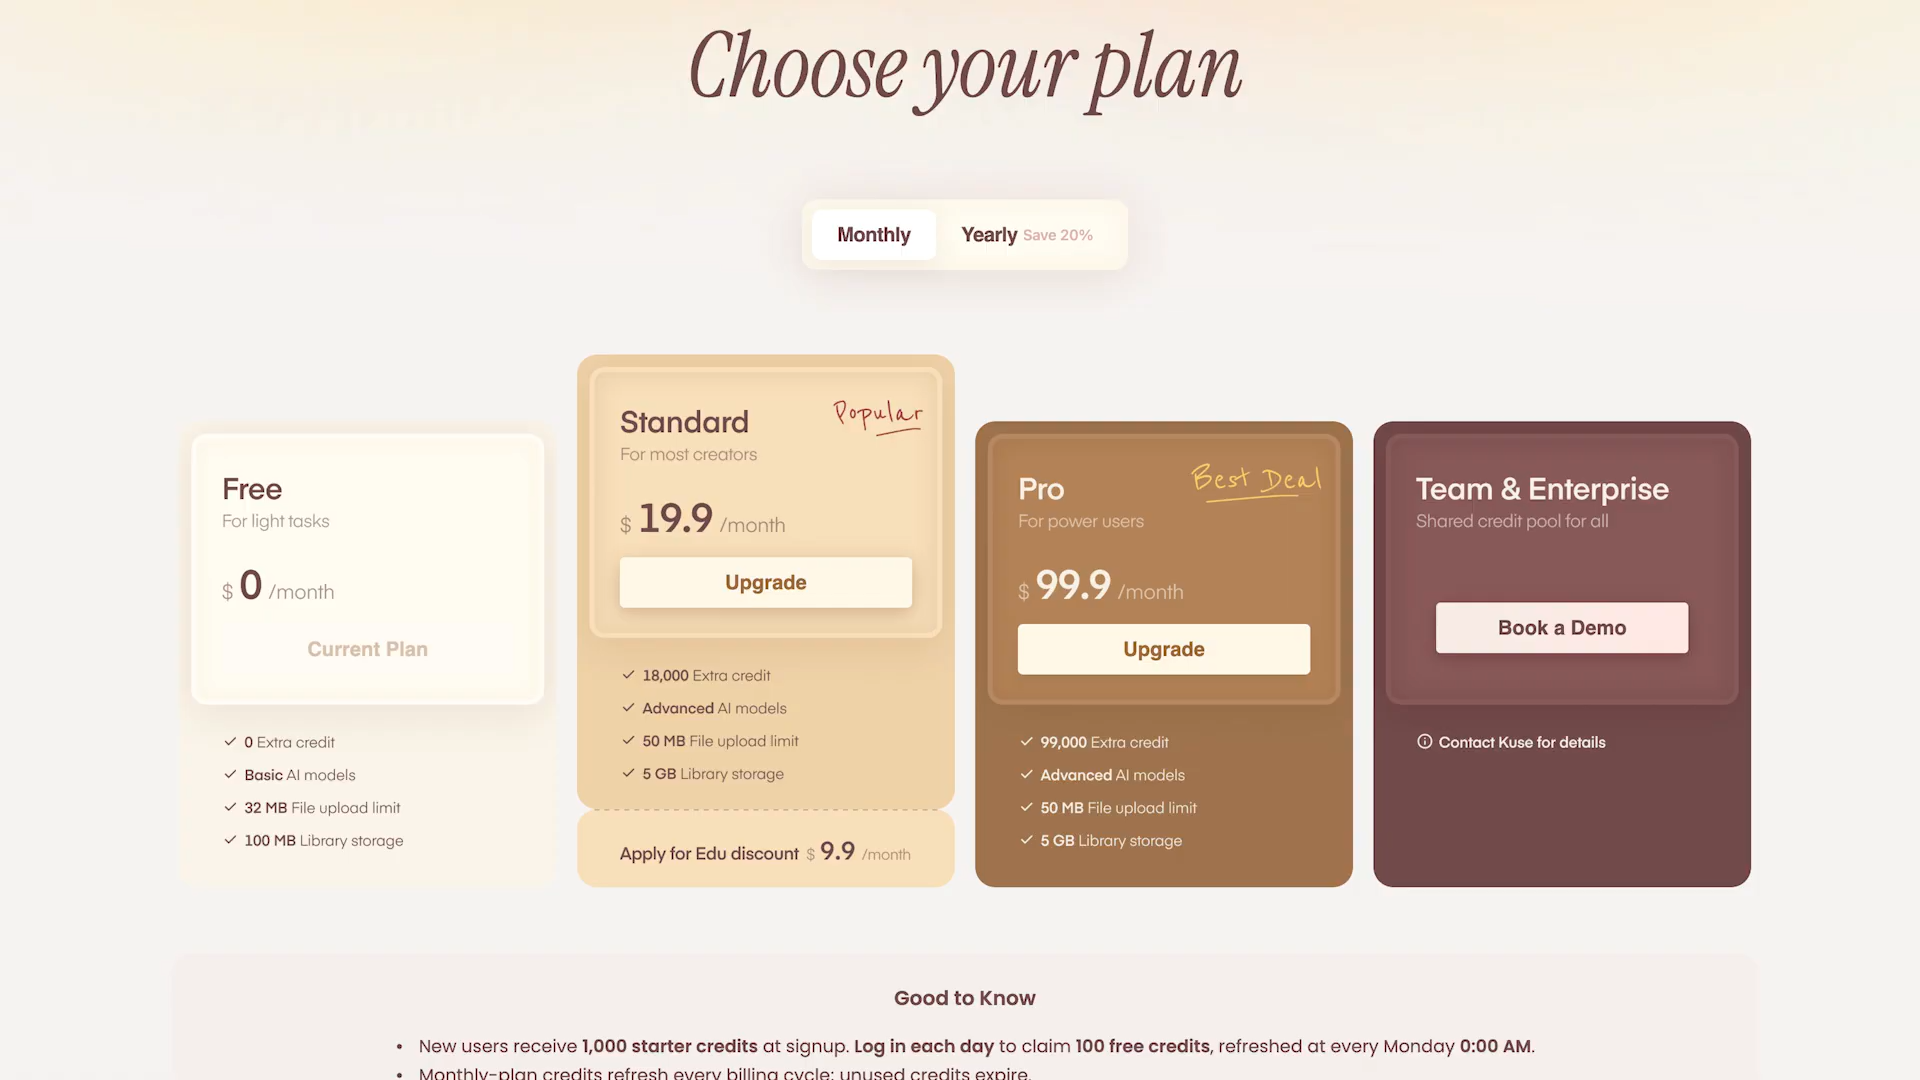 Choose your plan
Monthly
Yearly Save 20%
Free
For light tasks
$ 0 /month
Current Plan
0 Extra credit
Basic AI models
32 MB File upload limit
100 MB Library storage
Standard
Popular
For most creators
$ 19.9 /month
Upgrade
18,000 Extra credit
Advanced AI models
50 MB File upload limit
5 GB Library storage
Apply for Edu discount $ 9.9 /month
Pro
Best Deal
For power users
$ 99.9 /month
Upgrade
99,000 Extra credit
Advanced AI models
50 MB File upload limit
5 GB Library storage
Team & Enterprise
Shared credit pool for all
Book a Demo
Contact Kuse for details
Good to Know
• New users receive 1,000 starter credits at signup. Log in each day to claim 100 free credits, refreshed at every Monday 0:00 AM.
• Monthly-plan credits refresh every billing cycle; unused credits expire.